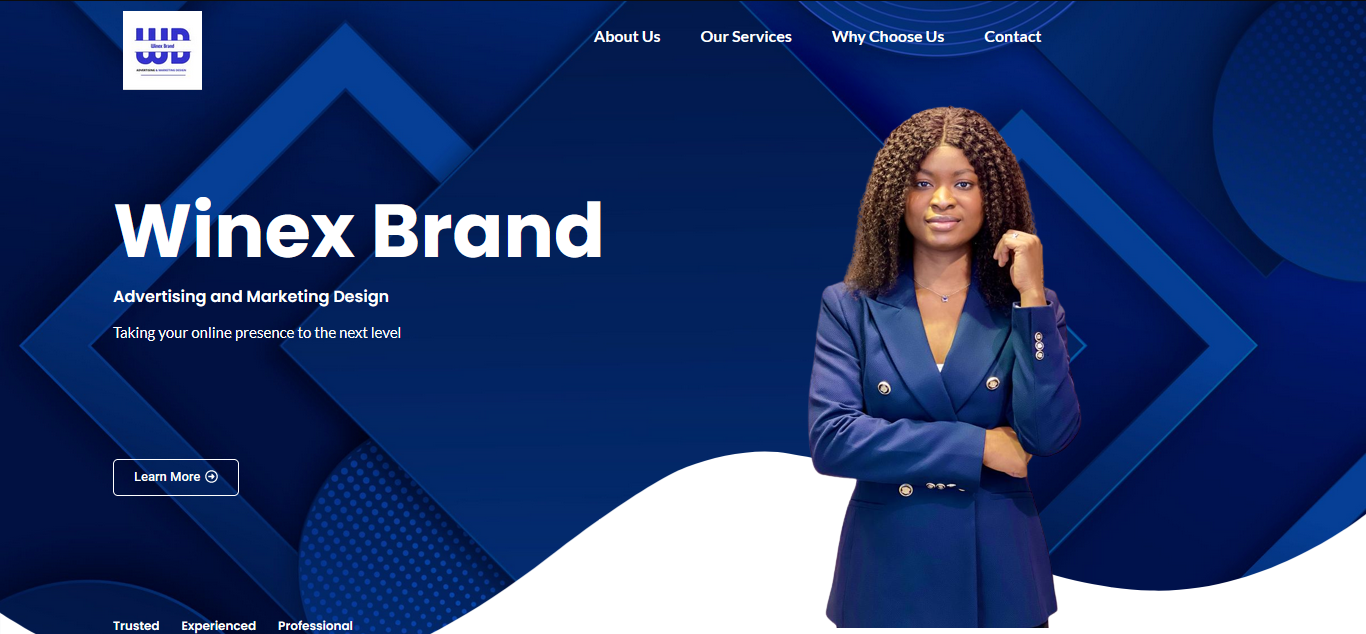 WD
Winex Brand
ADVERTISING & MARKETING DESIGN
About Us
Our Services
Why Choose Us
Contact
Winex Brand
Advertising and Marketing Design
Taking your online presence to the next level
Learn More
Trusted
Experienced
Professional